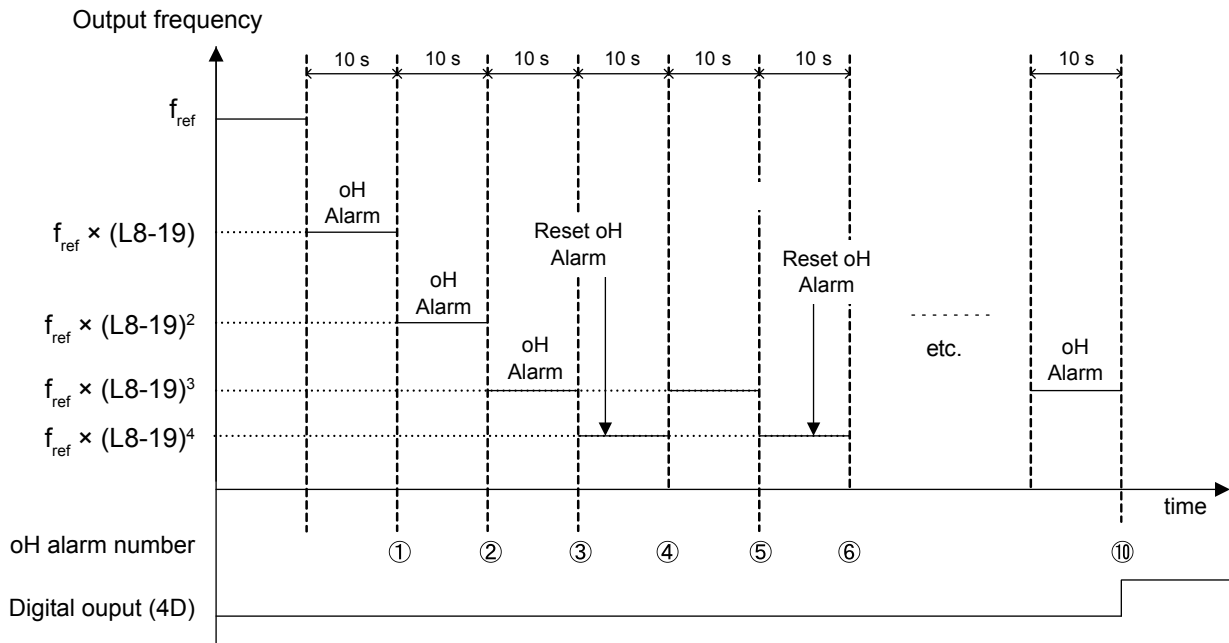 Output frequency
10 s 10 s 10 s 10 s 10 s 10 s 10 s
fref
oH
Alarm
fref × (L8-19)
Reset oH
Alarm
Reset oH
Alarm
oH
Alarm
fref × (L8-19)2
etc.
oH
Alarm
oH
Alarm
fref × (L8-19)3
fref × (L8-19)4
time
oH alarm number ① ② ③ ④ ⑤ ⑥ ⑩
Digital ouput (4D)